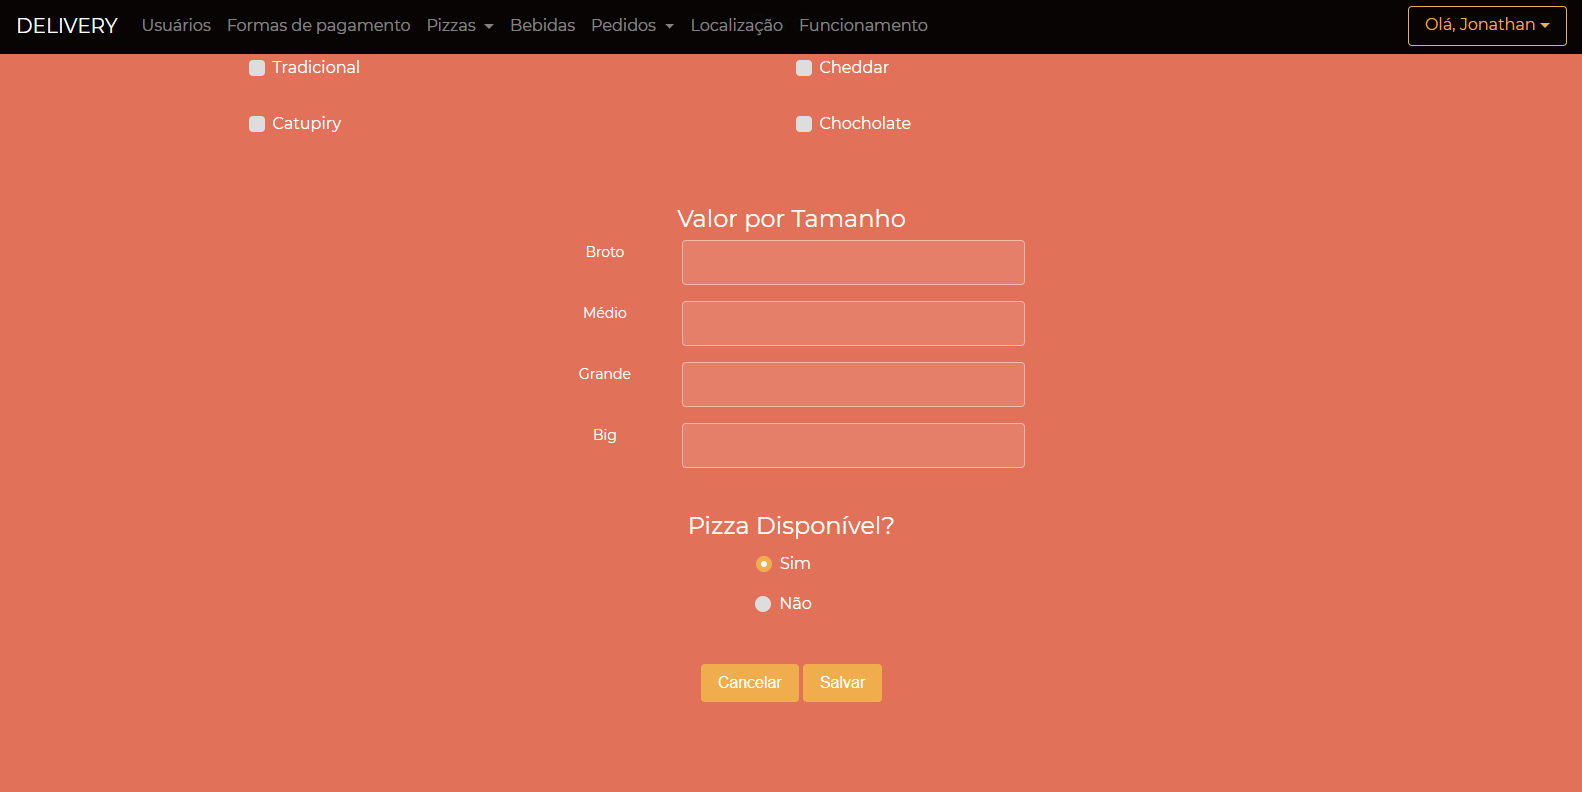 DELIVERY Usuários Formas de pagamento Pizzas Bebidas Pedidos Localização Funcionamento Olá, Jonathan
Tradicional Cheddar
Catupiry Chocholate
Valor por Tamanho
Broto
Médio
Grande
Big
Pizza Disponível?
Sim
Não
Cancelar Salvar